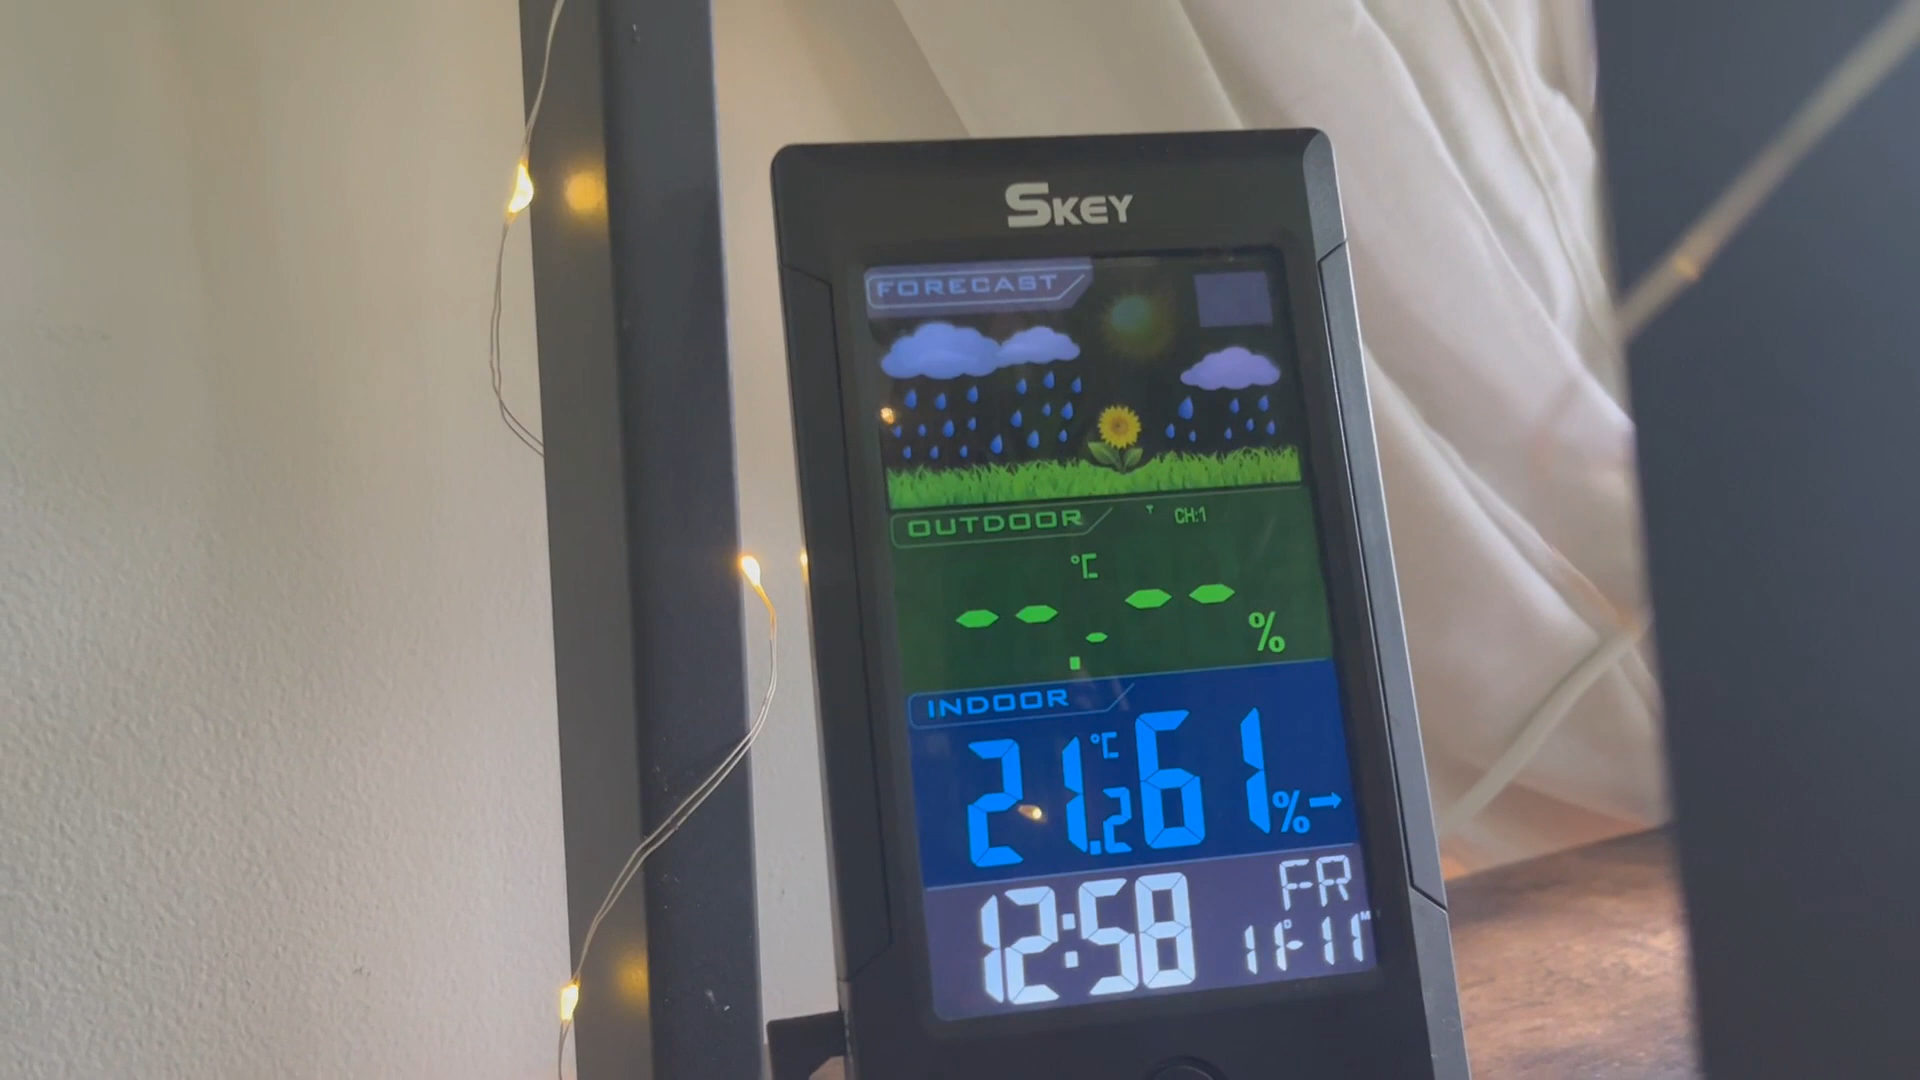 SKEY
FORECAST
OUTDOOR CH:1
°C
-- .- -- %
INDOOR
21.2 °C 61 %→
12:58 FR
11 11